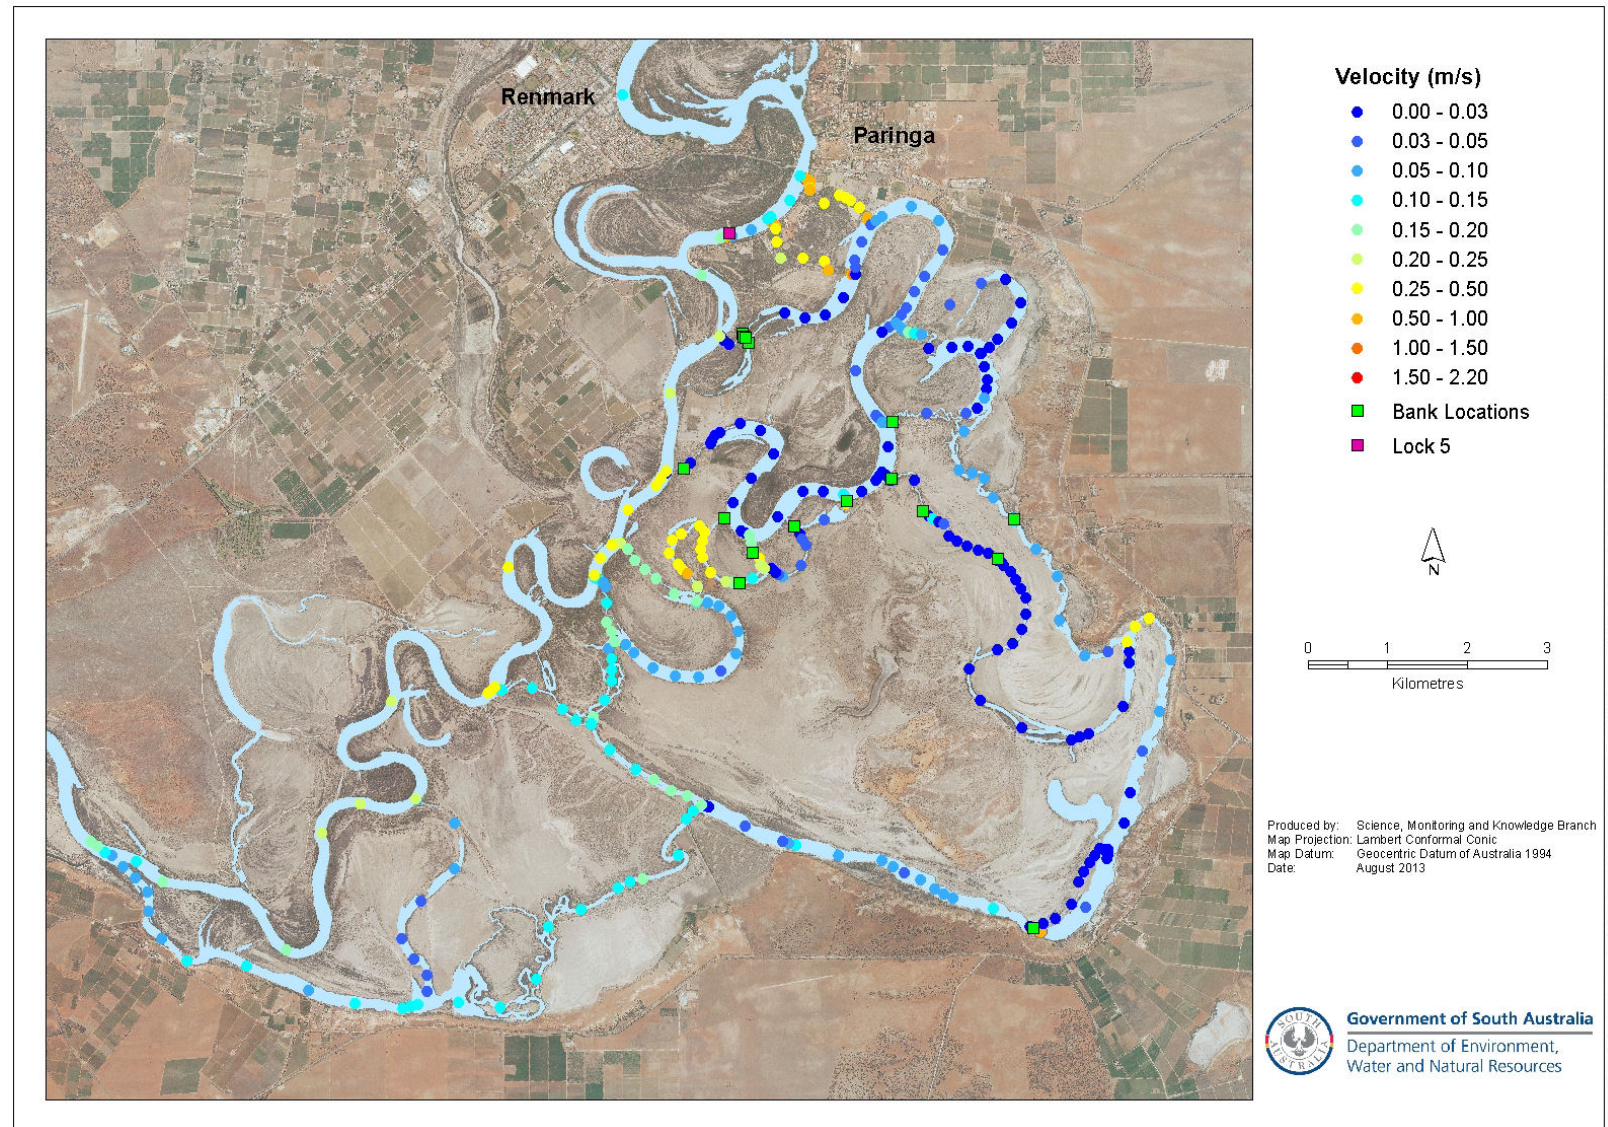 Renmark
Paringa
Velocity (m/s)
0.00 - 0.03
0.03 - 0.05
0.05 - 0.10
0.10 - 0.15
0.15 - 0.20
0.20 - 0.25
0.25 - 0.50
0.50 - 1.00
1.00 - 1.50
1.50 - 2.20
Bank Locations
Lock 5
N
0 1 2 3
Kilometres
Produced by: Science, Monitoring and Knowledge Branch
Map Projection: Lambert Conformal Conic
Map Datum: Geocentric Datum of Australia 1994
Date: August 2013
SOUTH AUSTRALIA
Government of South Australia
Department of Environment,
Water and Natural Resources